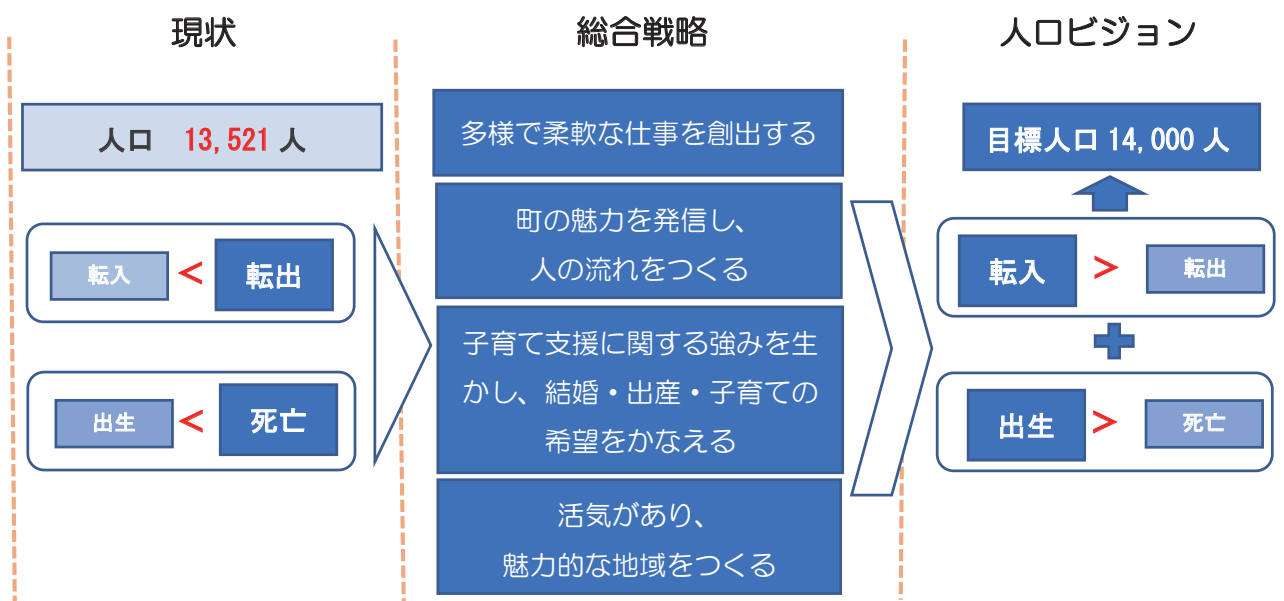 現状
人口 13,521 人
転入 < 転出
出生 < 死亡
総合戦略
多様で柔軟な仕事を創出する
町の魅力を発信し、
人の流れをつくる
子育て支援に関する強みを生
かし、結婚・出産・子育ての
希望をかなえる
活気があり、
魅力的な地域をつくる
人口ビジョン
目標人口 14,000 人
転入 > 転出
出生 > 死亡